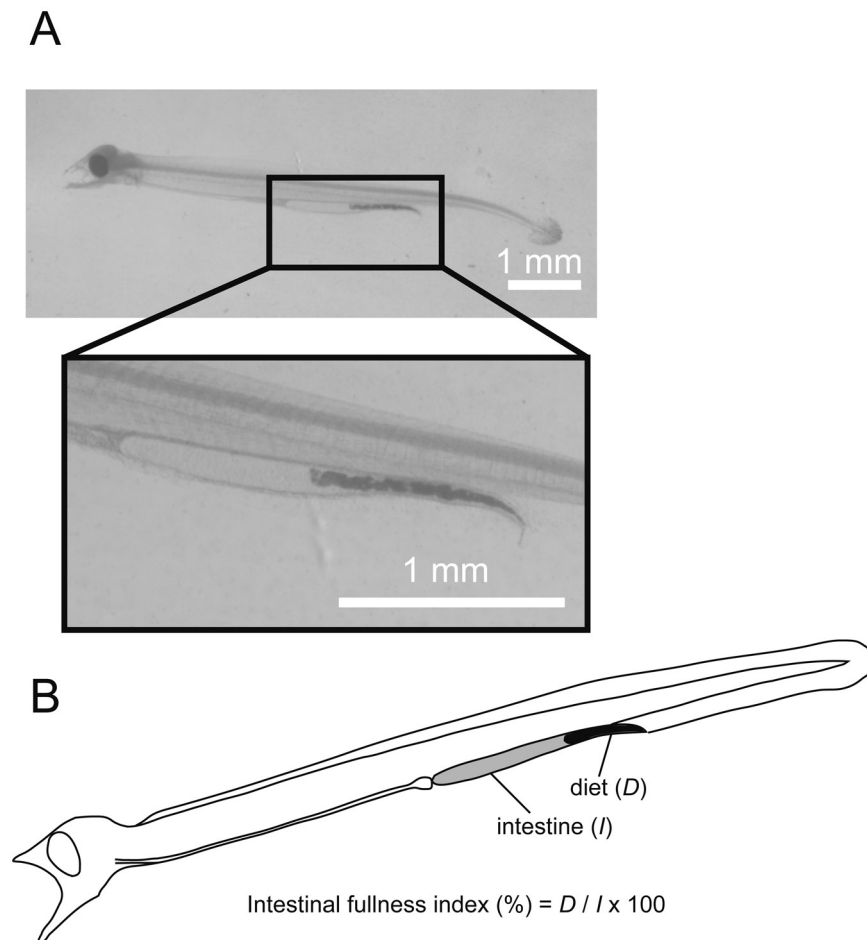 A
1 mm
1 mm
B
diet (D)
intestine (I)
Intestinal fullness index (%) = D / I x 100